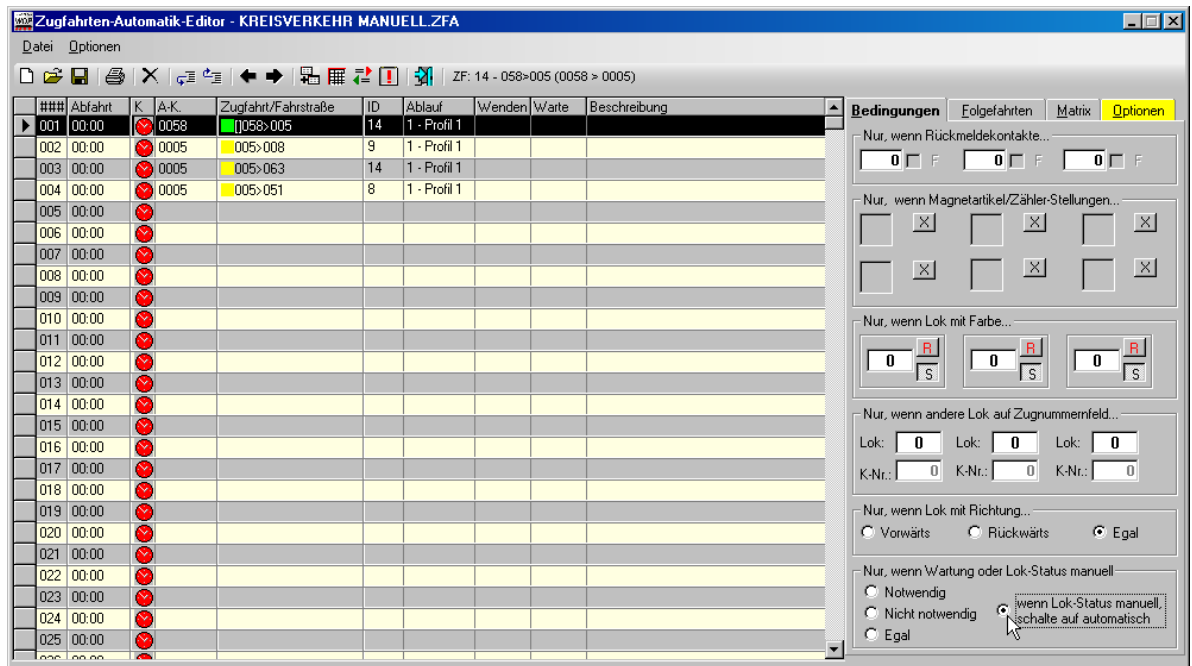 Zugfahrten-Automatik-Editor - KREISVERKEHR MANUELL.ZFA
Datei Optionen
ZF: 14 - 058>005 (0058 > 0005)
### Abfahrt K A-K. Zugfahrt/Fahrstraße ID Ablauf Wenden Warte Beschreibung
001 00:00 0058 []058>005 14 1 - Profil 1
002 00:00 0005 005>008 9 1 - Profil 1
003 00:00 0005 005>063 14 1 - Profil 1
004 00:00 0005 005>051 8 1 - Profil 1
005 00:00
006 00:00
007 00:00
008 00:00
009 00:00
010 00:00
011 00:00
012 00:00
013 00:00
014 00:00
015 00:00
016 00:00
017 00:00
018 00:00
019 00:00
020 00:00
021 00:00
022 00:00
023 00:00
024 00:00
025 00:00
Bedingungen Folgefahrten Matrix Optionen
Nur, wenn Rückmeldekontakte...
0 F 0 F 0 F
Nur, wenn Magnetartikel/Zähler-Stellungen...
X X X
X X X
Nur, wenn Lok mit Farbe...
0 R S 0 R S 0 R S
Nur, wenn andere Lok auf Zugnummernfeld...
Lok: 0 Lok: 0 Lok: 0
K-Nr.: 0 K-Nr.: 0 K-Nr.: 0
Nur, wenn Lok mit Richtung...
Vorwärts Rückwärts Egal
Nur, wenn Wartung oder Lok-Status manuell
Notwendig
Nicht notwendig
Egal
wenn Lok-Status manuell,
schalte auf automatisch